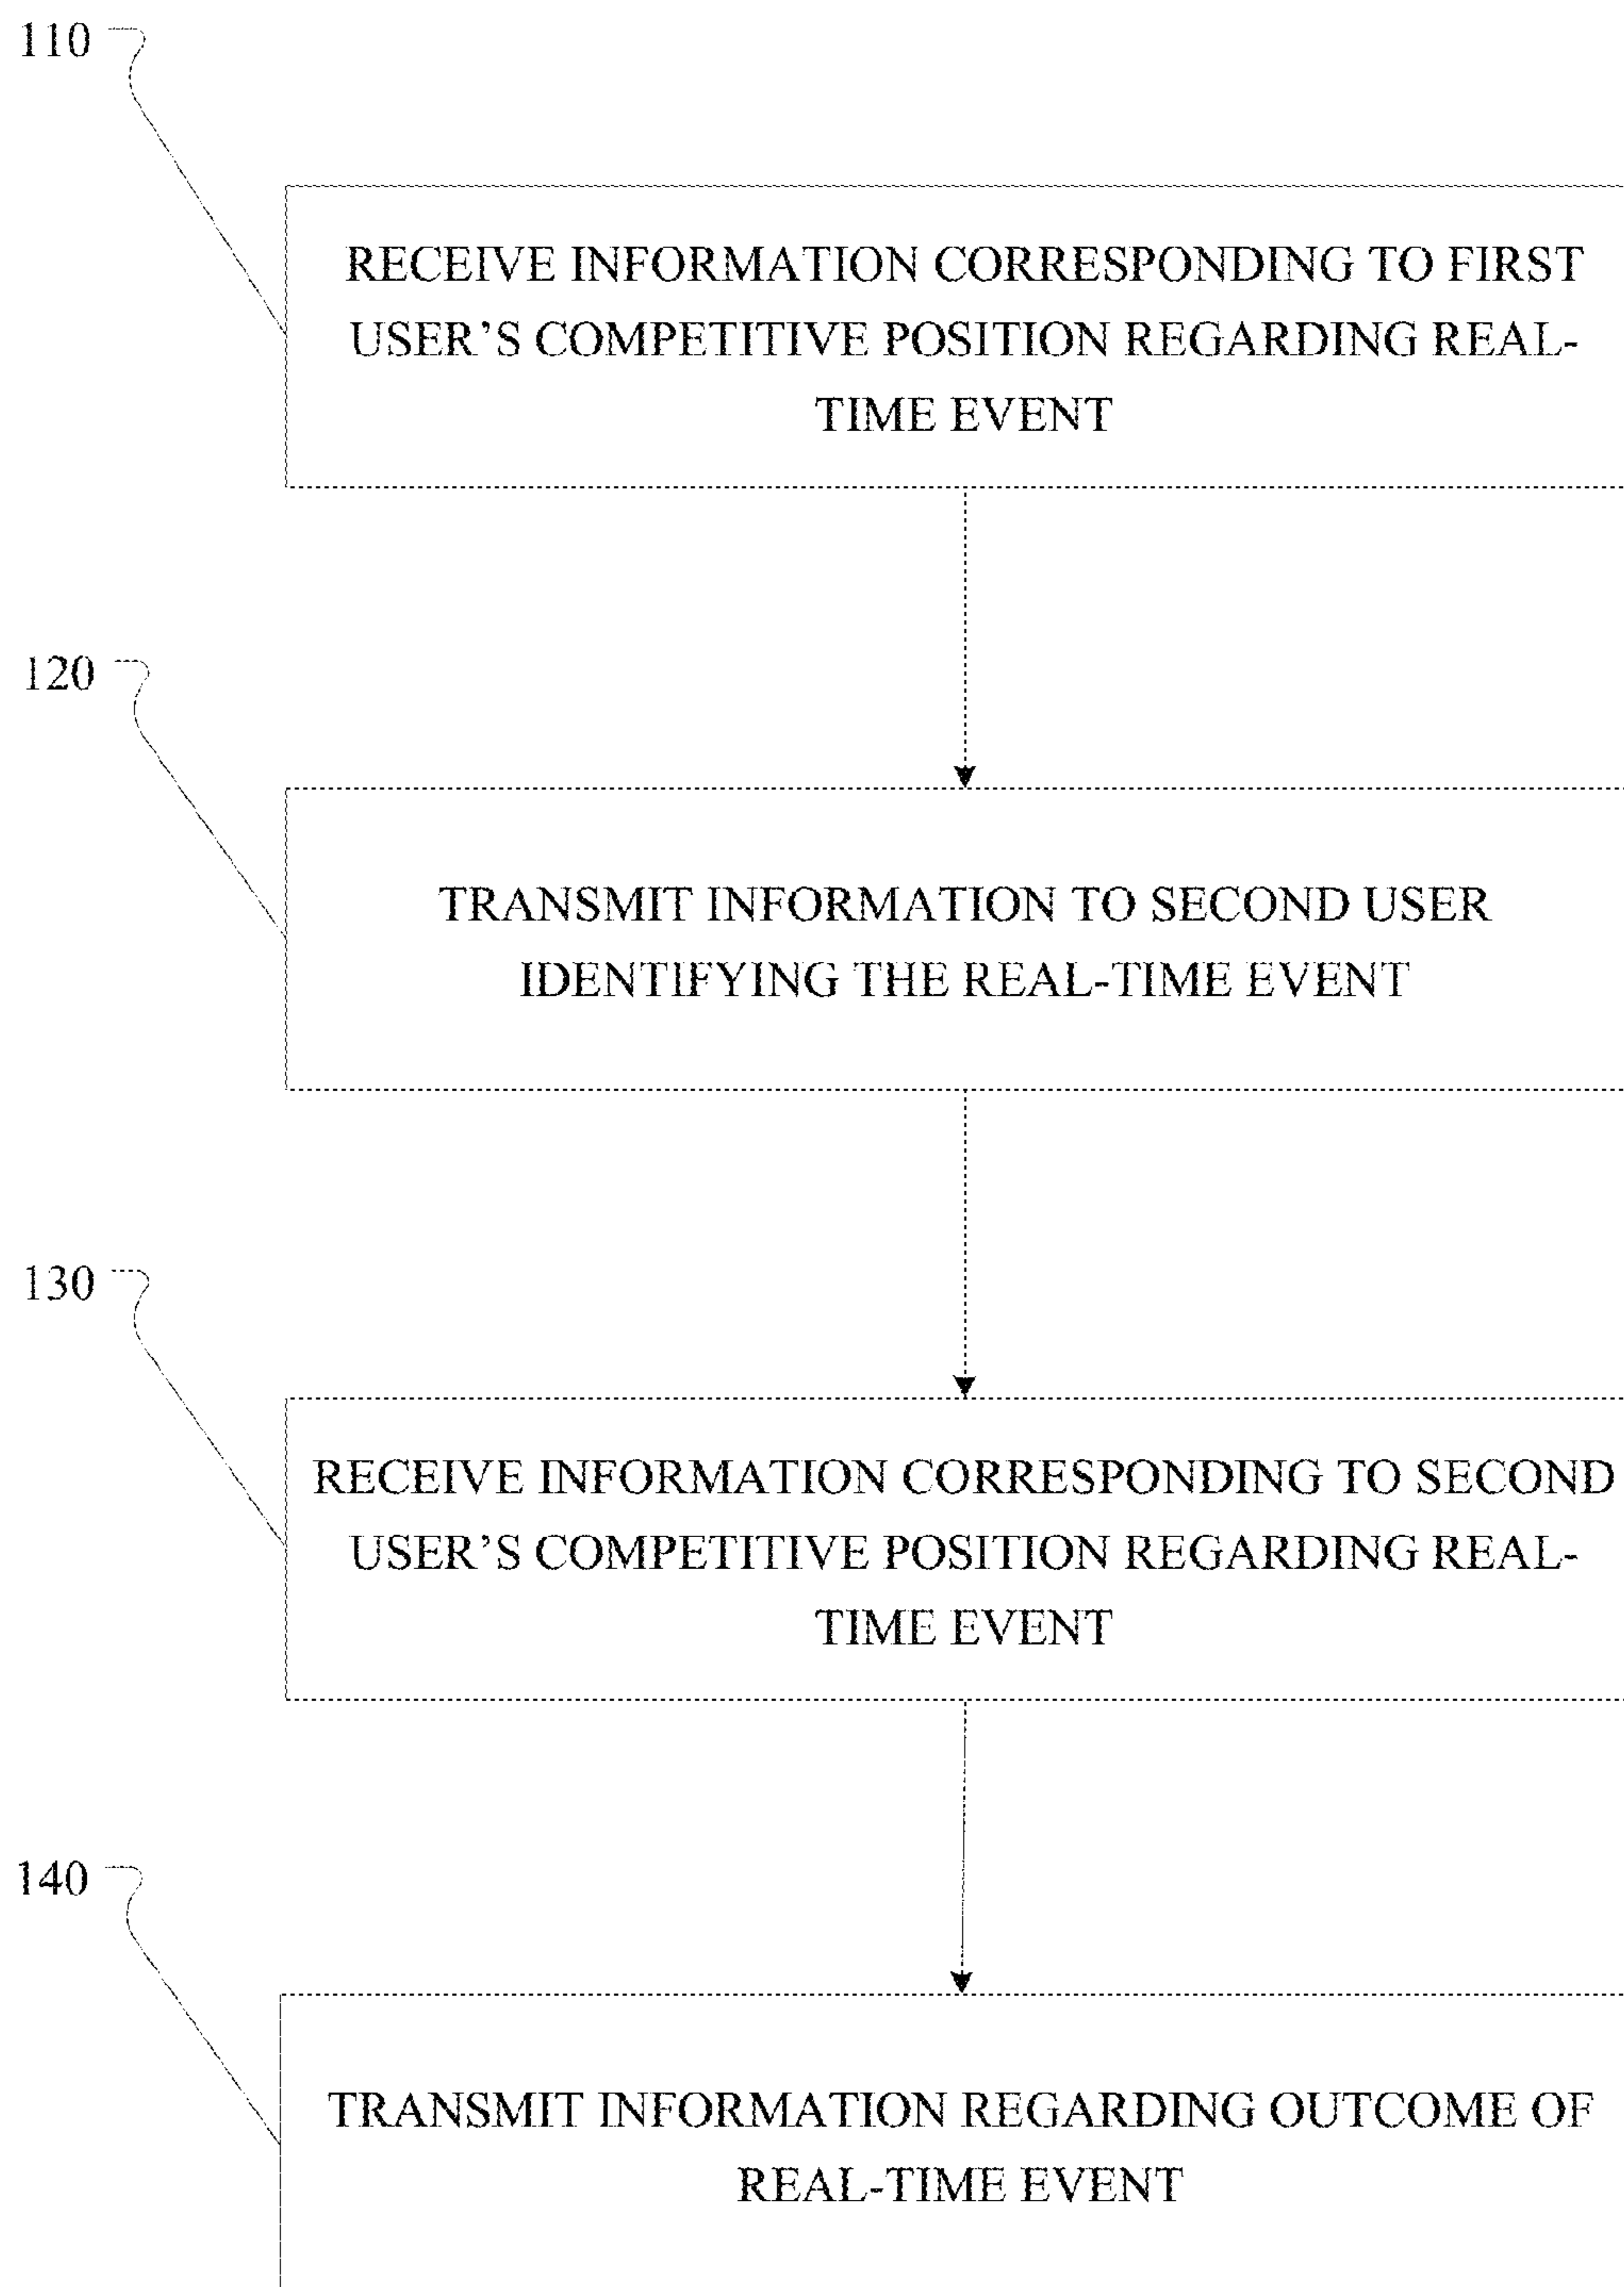 110
RECEIVE INFORMATION CORRESPONDING TO FIRST
USER’S COMPETITIVE POSITION REGARDING REAL-
TIME EVENT
120
TRANSMIT INFORMATION TO SECOND USER
IDENTIFYING THE REAL-TIME EVENT
130
RECEIVE INFORMATION CORRESPONDING TO SECOND
USER’S COMPETITIVE POSITION REGARDING REAL-
TIME EVENT
140
TRANSMIT INFORMATION REGARDING OUTCOME OF
REAL-TIME EVENT